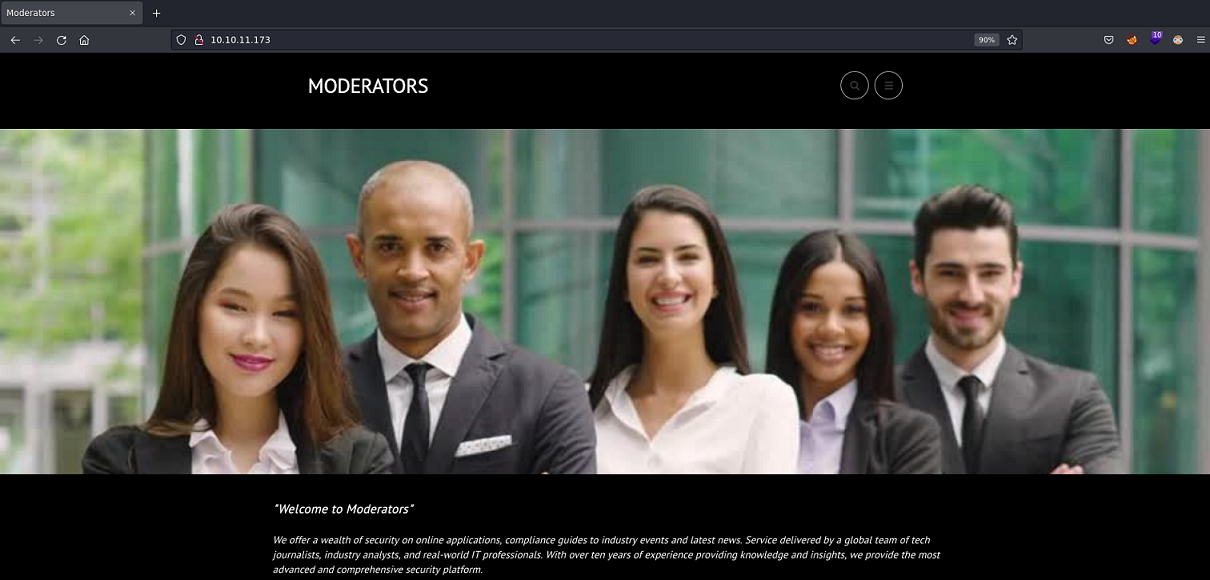 Moderators
10.10.11.173
90%
10
MODERATORS
"Welcome to Moderators"
We offer a wealth of security on online applications, compliance guides to industry events and latest news. Service delivered by a global team of tech
journalists, industry analysts, and real-world IT professionals. With over ten years of experience providing knowledge and insights, we provide the most
advanced and comprehensive security platform.